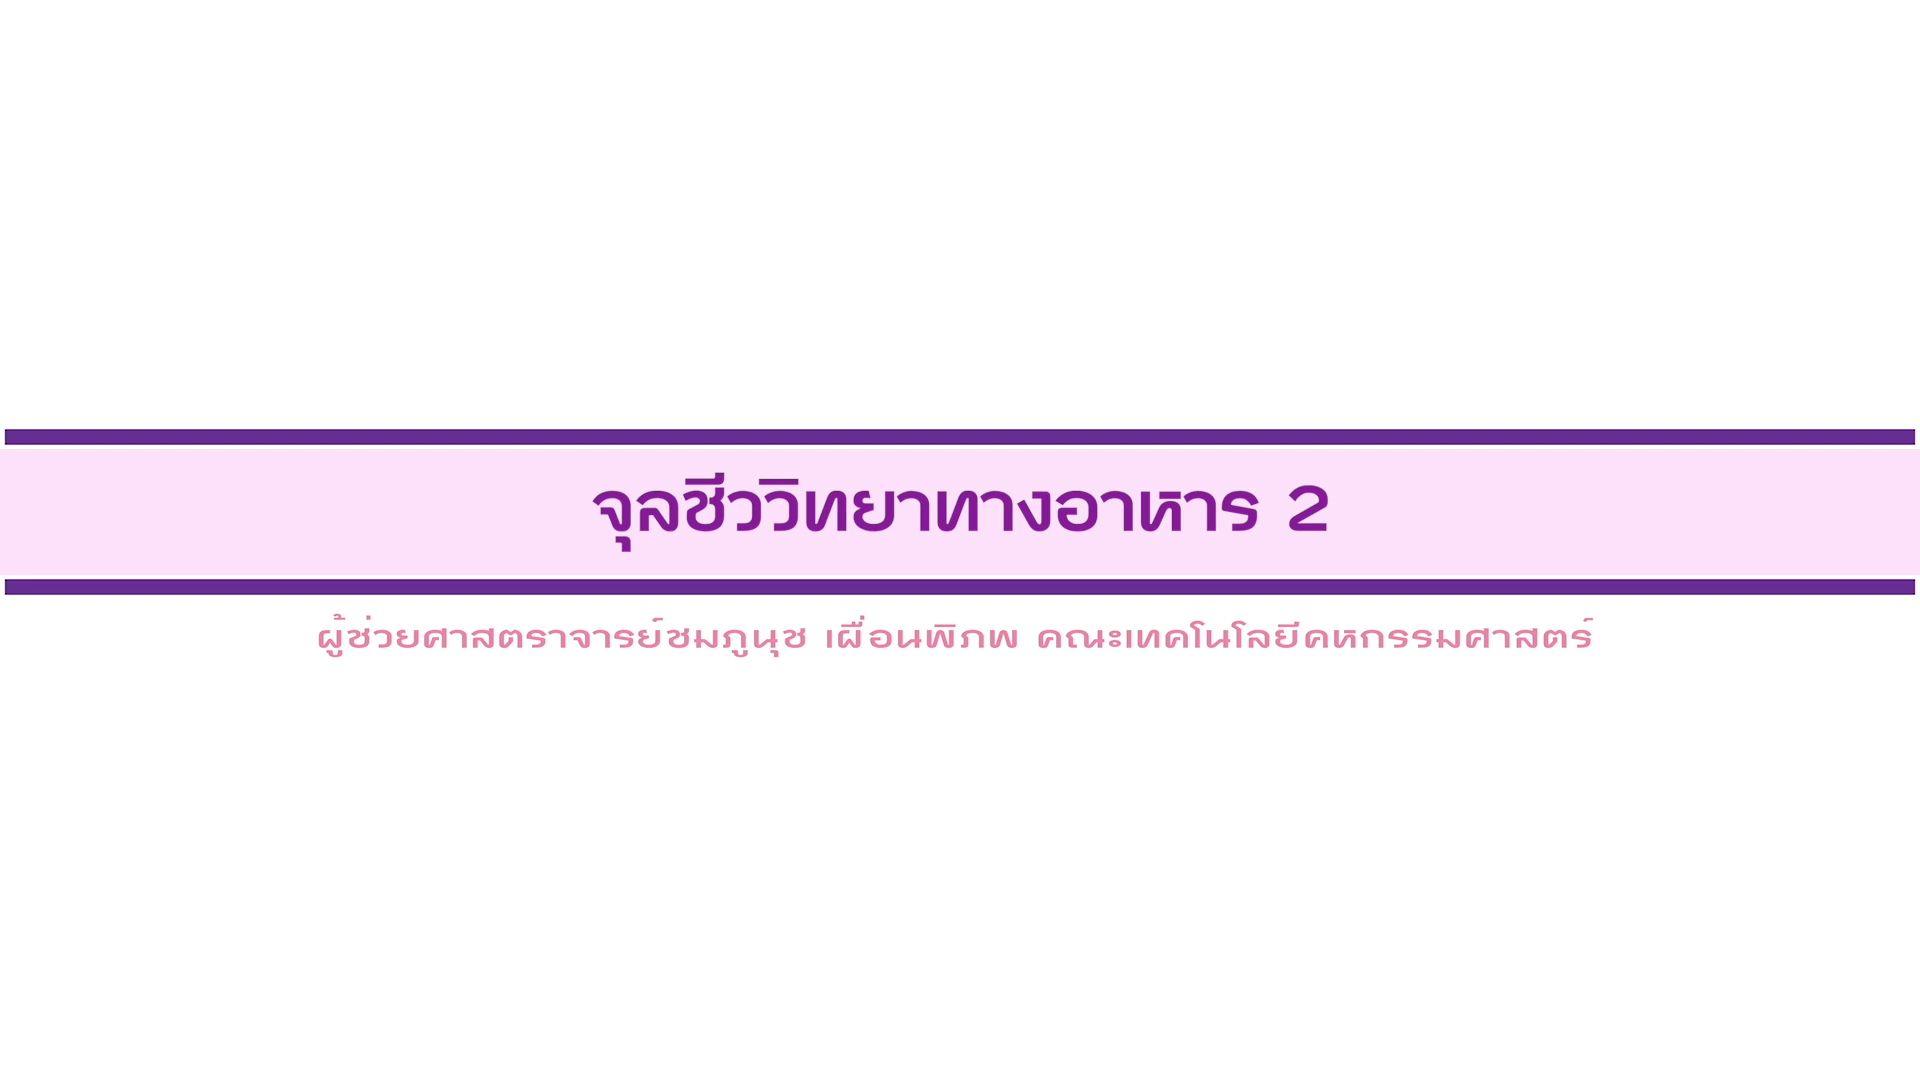 จุลชีววิทยาทางอาหาร 2
ผู้ช่วยศาสตราจารย์ชมภูนุช เผื่อนพิภพ คณะเทคโนโลยีคหกรรมศาสตร์